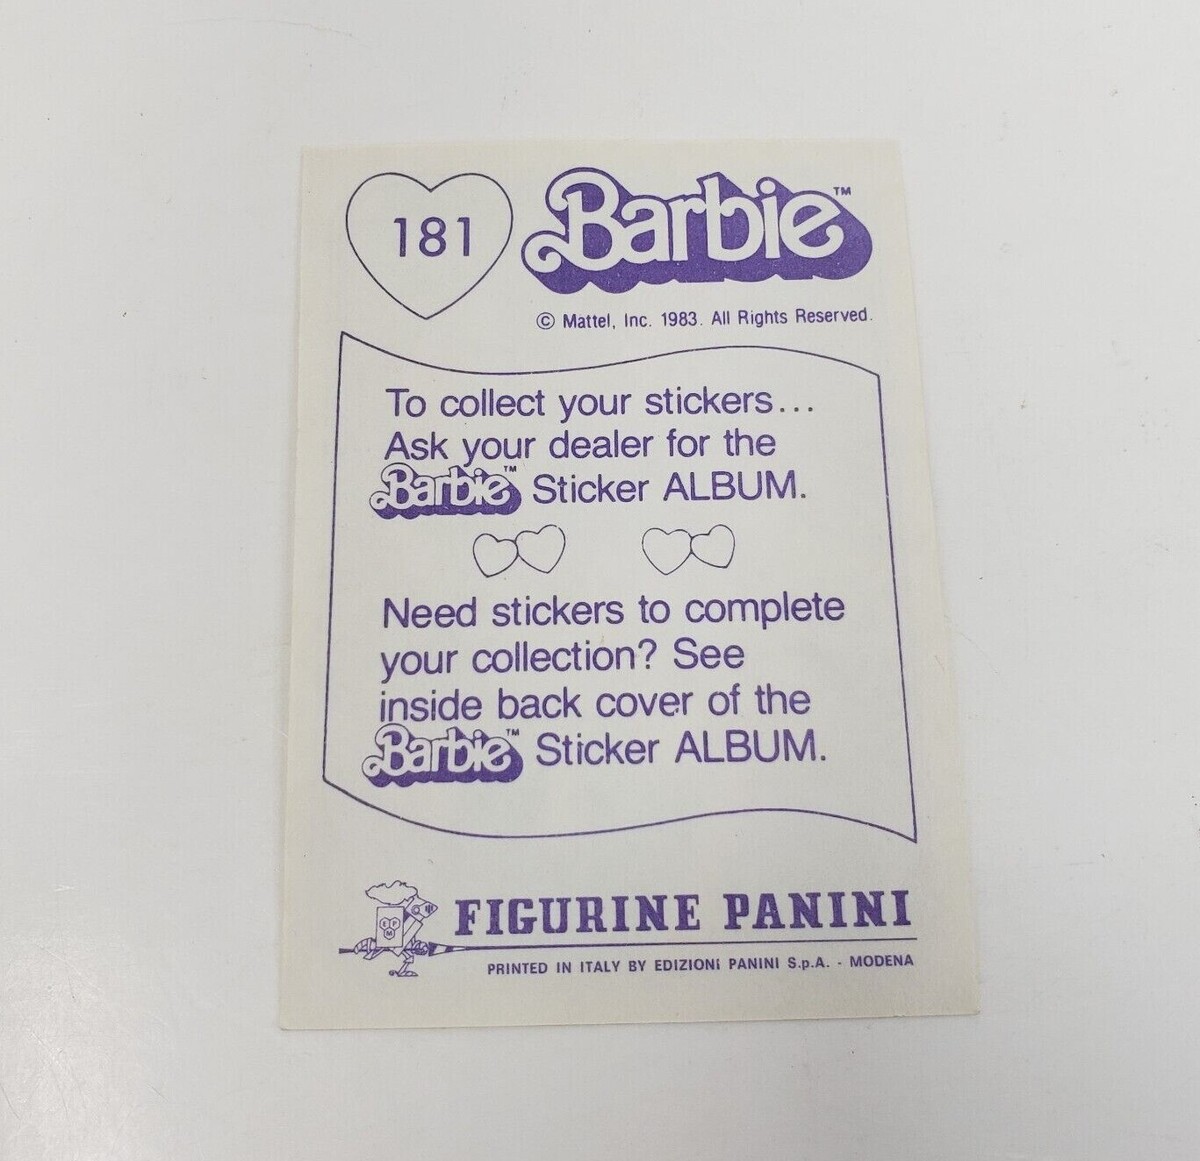 181
Barbie™
© Mattel, Inc. 1983. All Rights Reserved.
To collect your stickers...
Ask your dealer for the
Barbie™ Sticker ALBUM.
Need stickers to complete
your collection? See
inside back cover of the
Barbie™ Sticker ALBUM.
EPM
FIGURINE PANINI
PRINTED IN ITALY BY EDIZIONI PANINI S.p.A. - MODENA